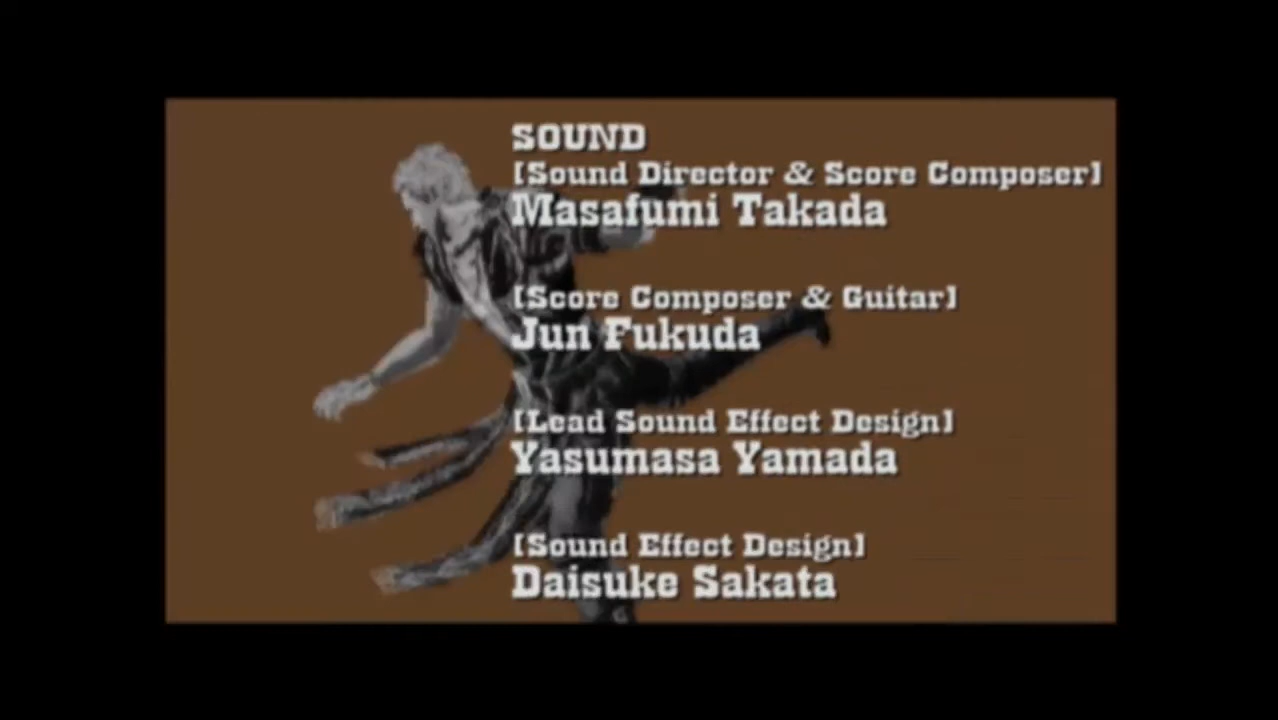 SOUND
[Sound Director & Score Composer]
Masafumi Takada
[Score Composer & Guitar]
Jun Fukuda
[Lead Sound Effect Design]
Yasumasa Yamada
[Sound Effect Design]
Daisuke Sakata